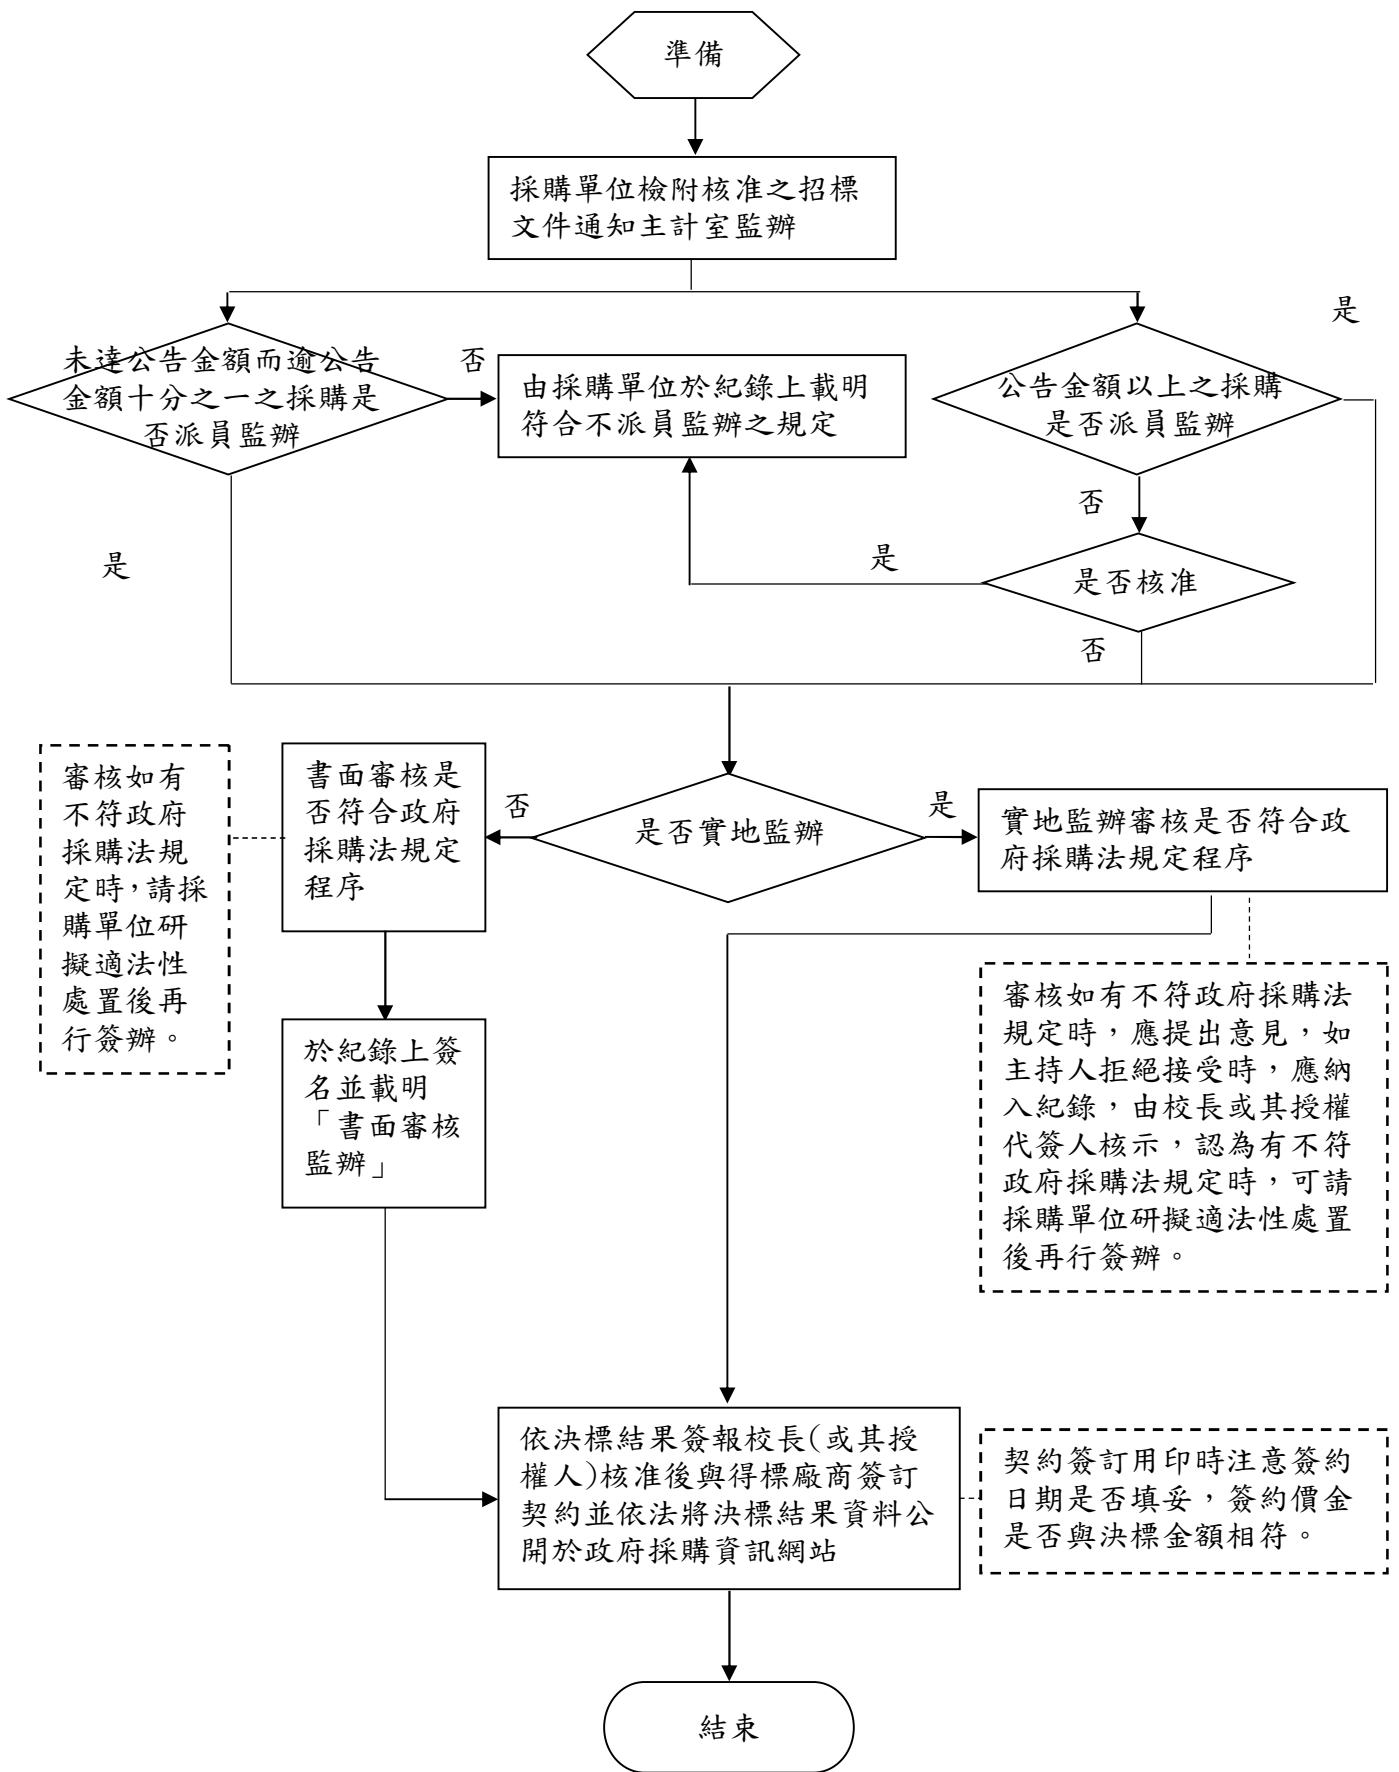 準備
採購單位檢附核准之招標
文件通知主計室監辦
是
未達公告金額而逾公告
金額十分之一之採購是
否派員監辦
否
由採購單位於紀錄上載明
符合不派員監辦之規定
公告金額以上之採購
是否派員監辦
否
是
是
是否核准
否
審核如有
不符政府
採購法規
定時,請採
購單位研
擬適法性
處置後再
行簽辦。
書面審核是
否符合政府
採購法規定
程序
否
是否實地監辦
是
實地監辦審核是否符合政
府採購法規定程序
於紀錄上簽
名並載明
「書面審核
監辦」
審核如有不符政府採購法
規定時,應提出意見,如
主持人拒絕接受時,應納
入紀錄,由校長或其授權
代簽人核示,認為有不符
政府採購法規定時,可請
採購單位研擬適法性處置
後再行簽辦。
依決標結果簽報校長(或其授
權人)核准後與得標廠商簽訂
契約並依法將決標結果資料公
開於政府採購資訊網站
契約簽訂用印時注意簽約
日期是否填妥,簽約價金
是否與決標金額相符。
結束